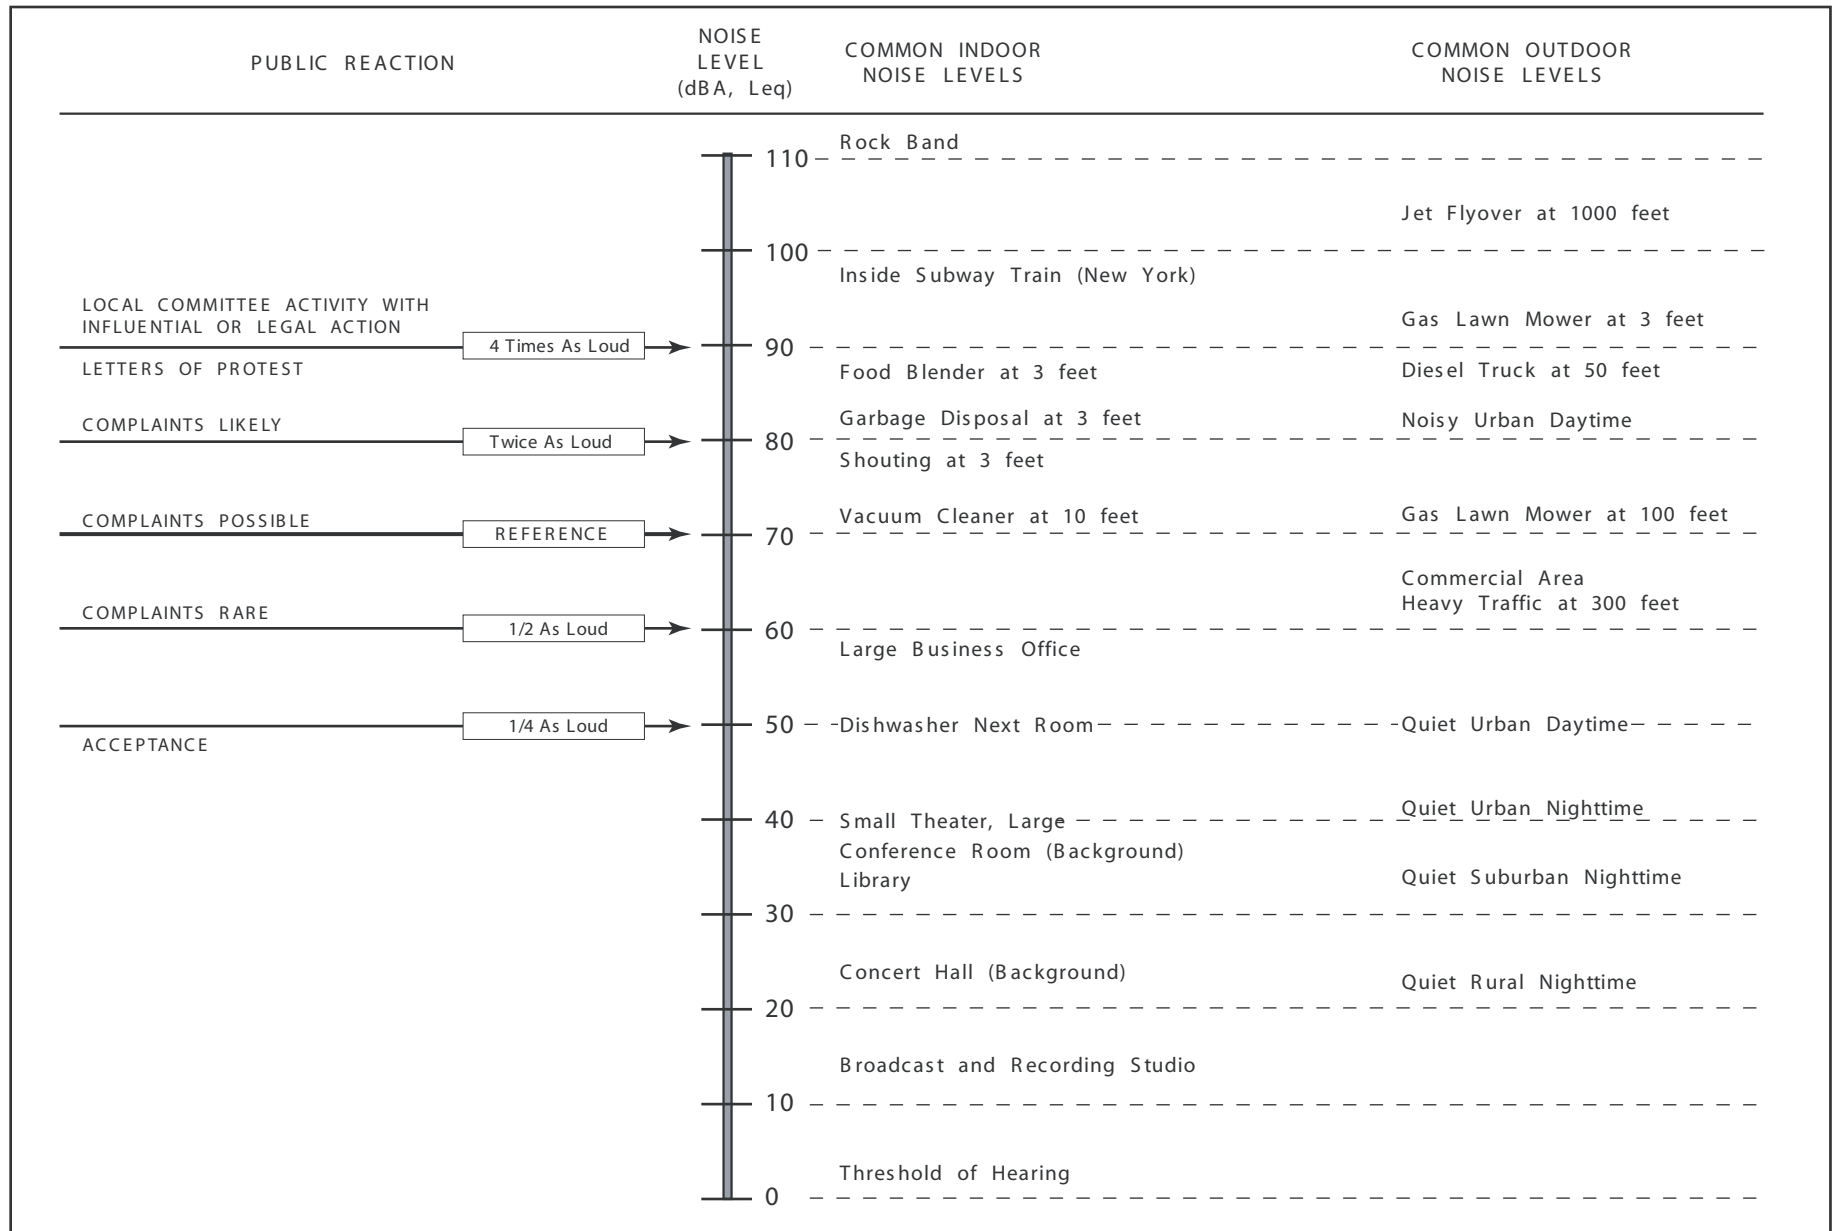 PUBLIC REACTION
NOISE
LEVEL
(dBA, Leq)
COMMON INDOOR
NOISE LEVELS
COMMON OUTDOOR
NOISE LEVELS
Rock Band
110
Jet Flyover at 1000 feet
100
Inside Subway Train (New York)
LOCAL COMMITTEE ACTIVITY WITH
INFLUENTIAL OR LEGAL ACTION
Gas Lawn Mower at 3 feet
4 Times As Loud
90
LETTERS OF PROTEST
Food Blender at 3 feet
Diesel Truck at 50 feet
COMPLAINTS LIKELY
Garbage Disposal at 3 feet
Noisy Urban Daytime
Twice As Loud
80
Shouting at 3 feet
COMPLAINTS POSSIBLE
Vacuum Cleaner at 10 feet
Gas Lawn Mower at 100 feet
REFERENCE
70
Commercial Area
Heavy Traffic at 300 feet
COMPLAINTS RARE
1/2 As Loud
60
Large Business Office
1/4 As Loud
50
Dishwasher Next Room
Quiet Urban Daytime
ACCEPTANCE
Quiet Urban Nighttime
40
Small Theater, Large
Conference Room (Background)
Library
Quiet Suburban Nighttime
30
Concert Hall (Background)
Quiet Rural Nighttime
20
Broadcast and Recording Studio
10
Threshold of Hearing
0